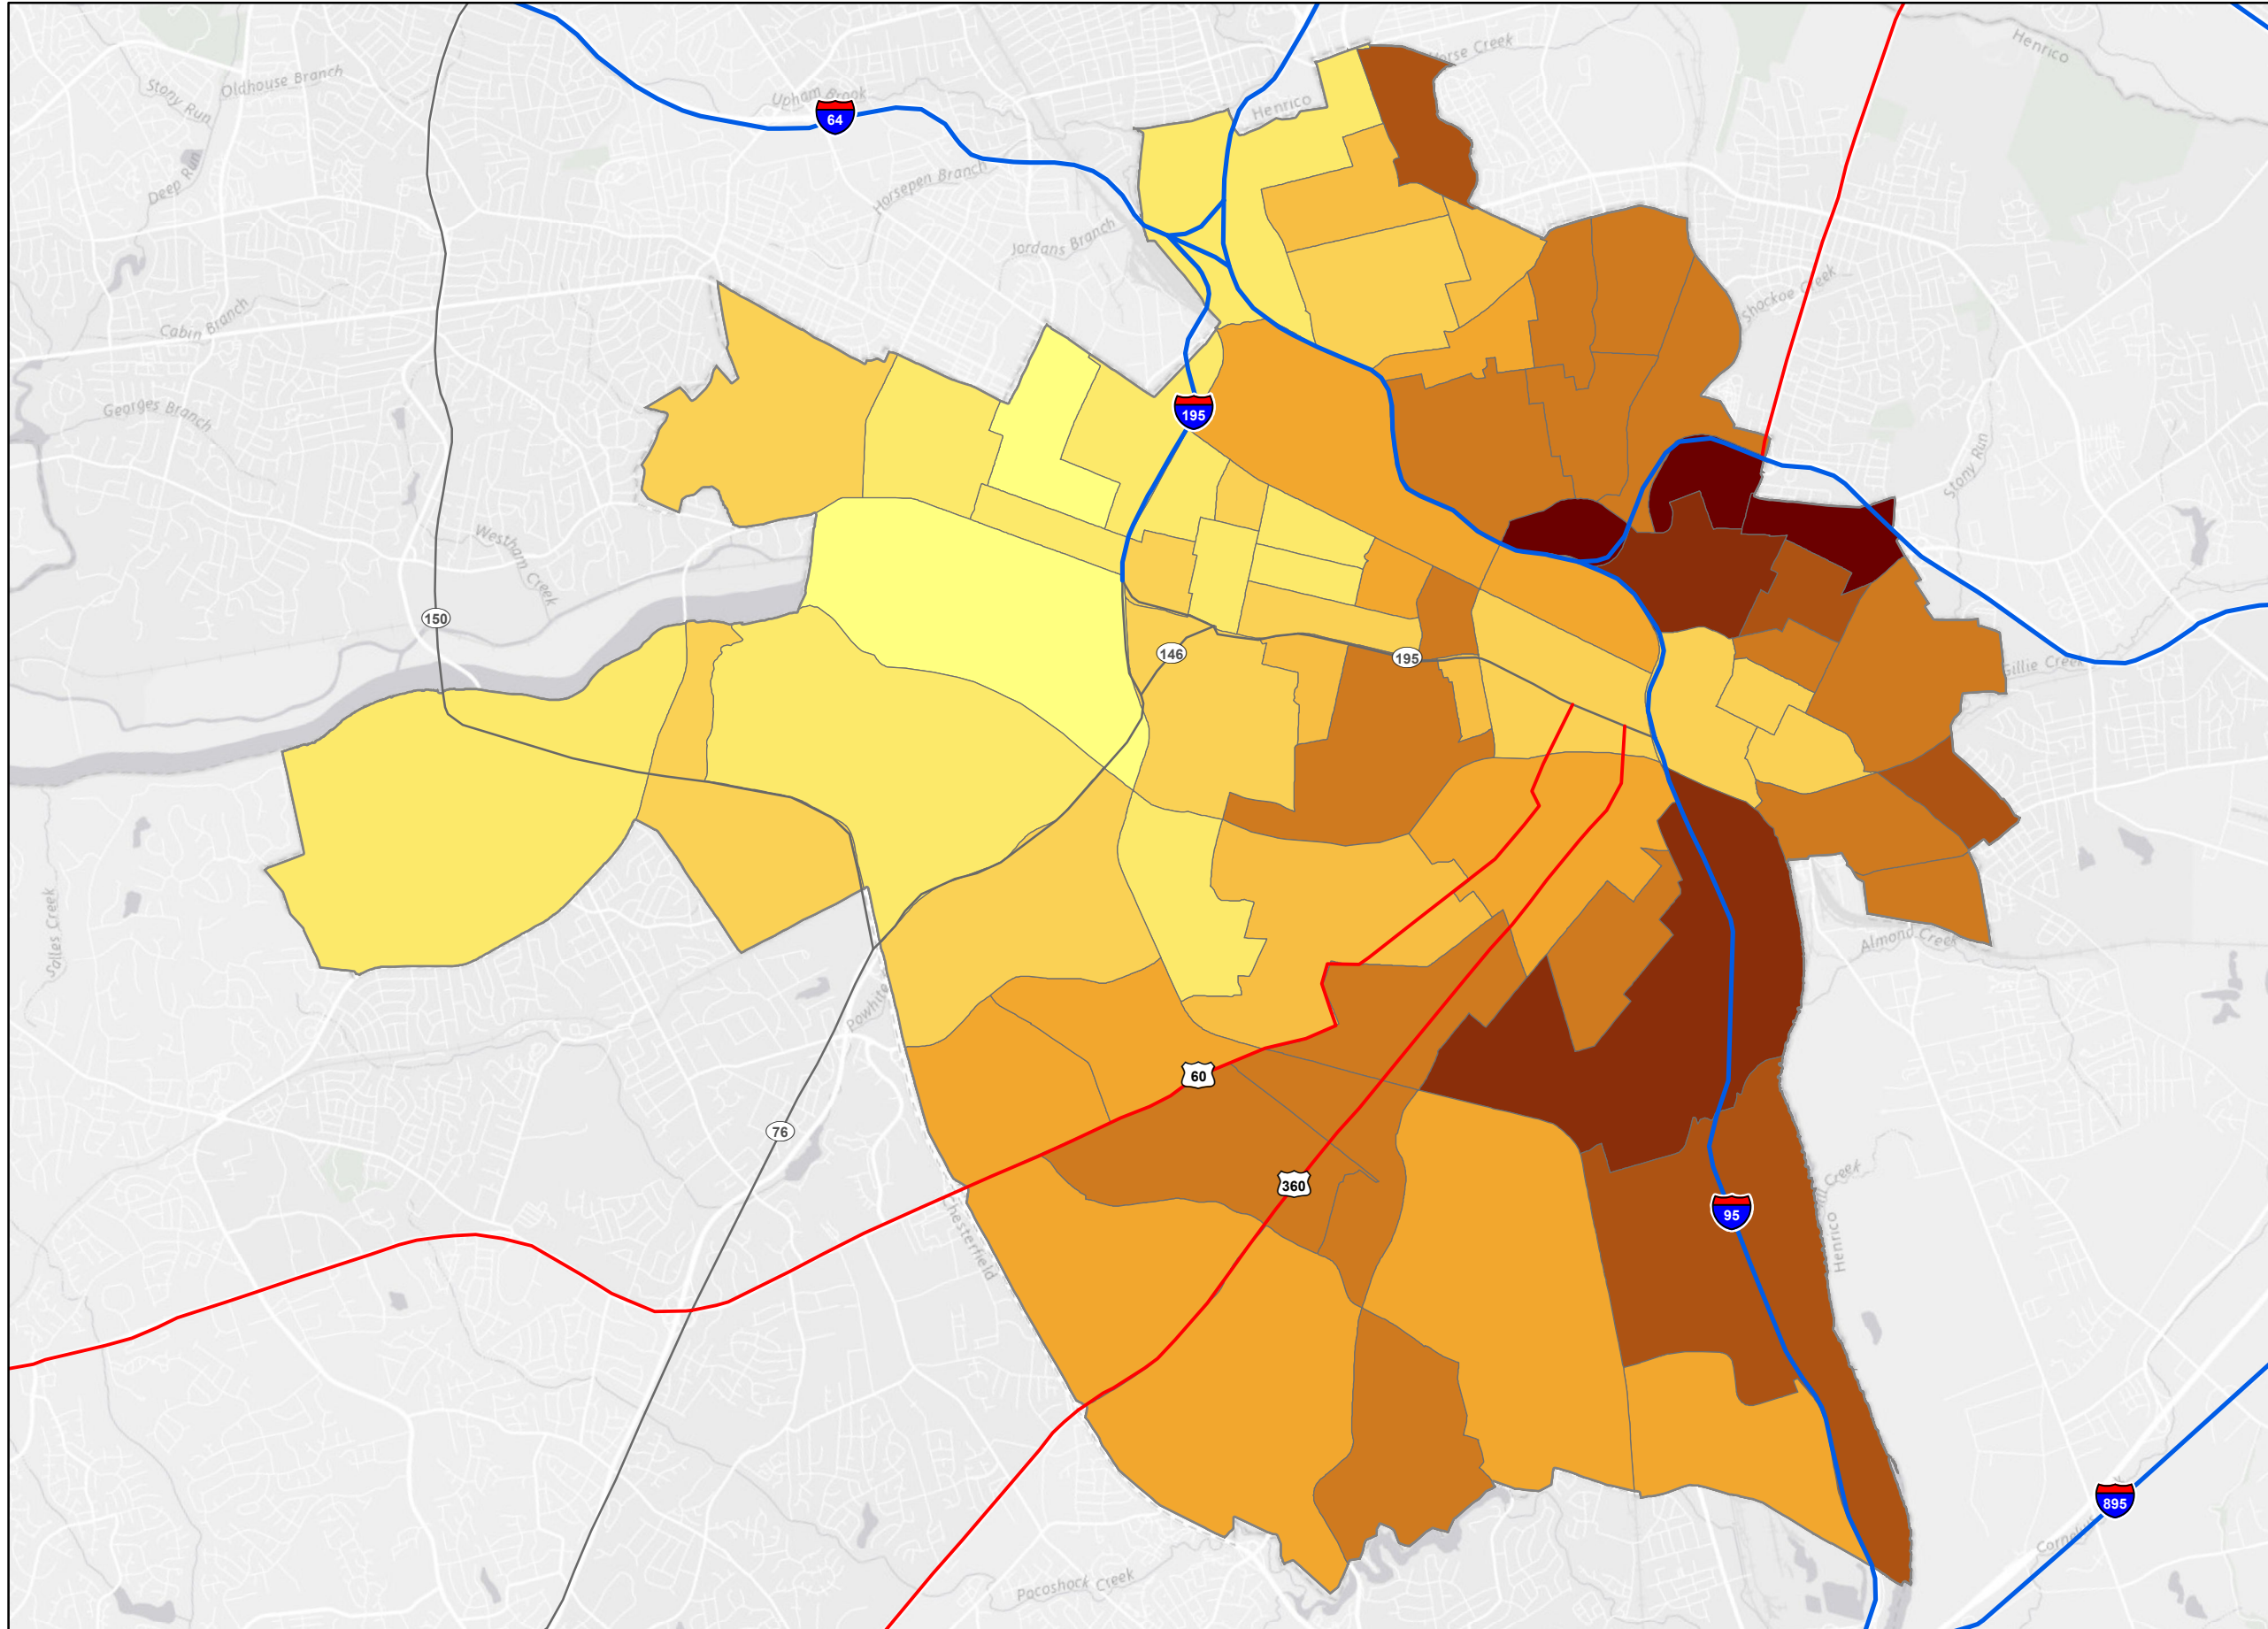 Horse Creek
Henrico
Oldhouse Branch
Stony Run
Upham Brook
64
Henrico
Deep Run
Horsepen Branch
Jordans Branch
Shockoe Creek
Cabin Branch
Georges Branch
195
Stony Run
Westham Creek
150
146
195
Gillie Creek
Salles Creek
Almond Creek
Powhite
60
76
360
95
Henrico
Chesterfield
895
Pocoshock Creek